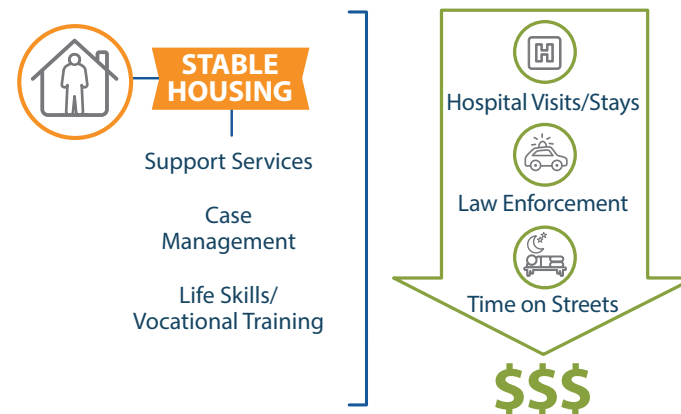 STABLE
HOUSING
Support Services
Case
Management
Life Skills/
Vocational Training
H
Hospital Visits/Stays
Law Enforcement
Time on Streets
$$$